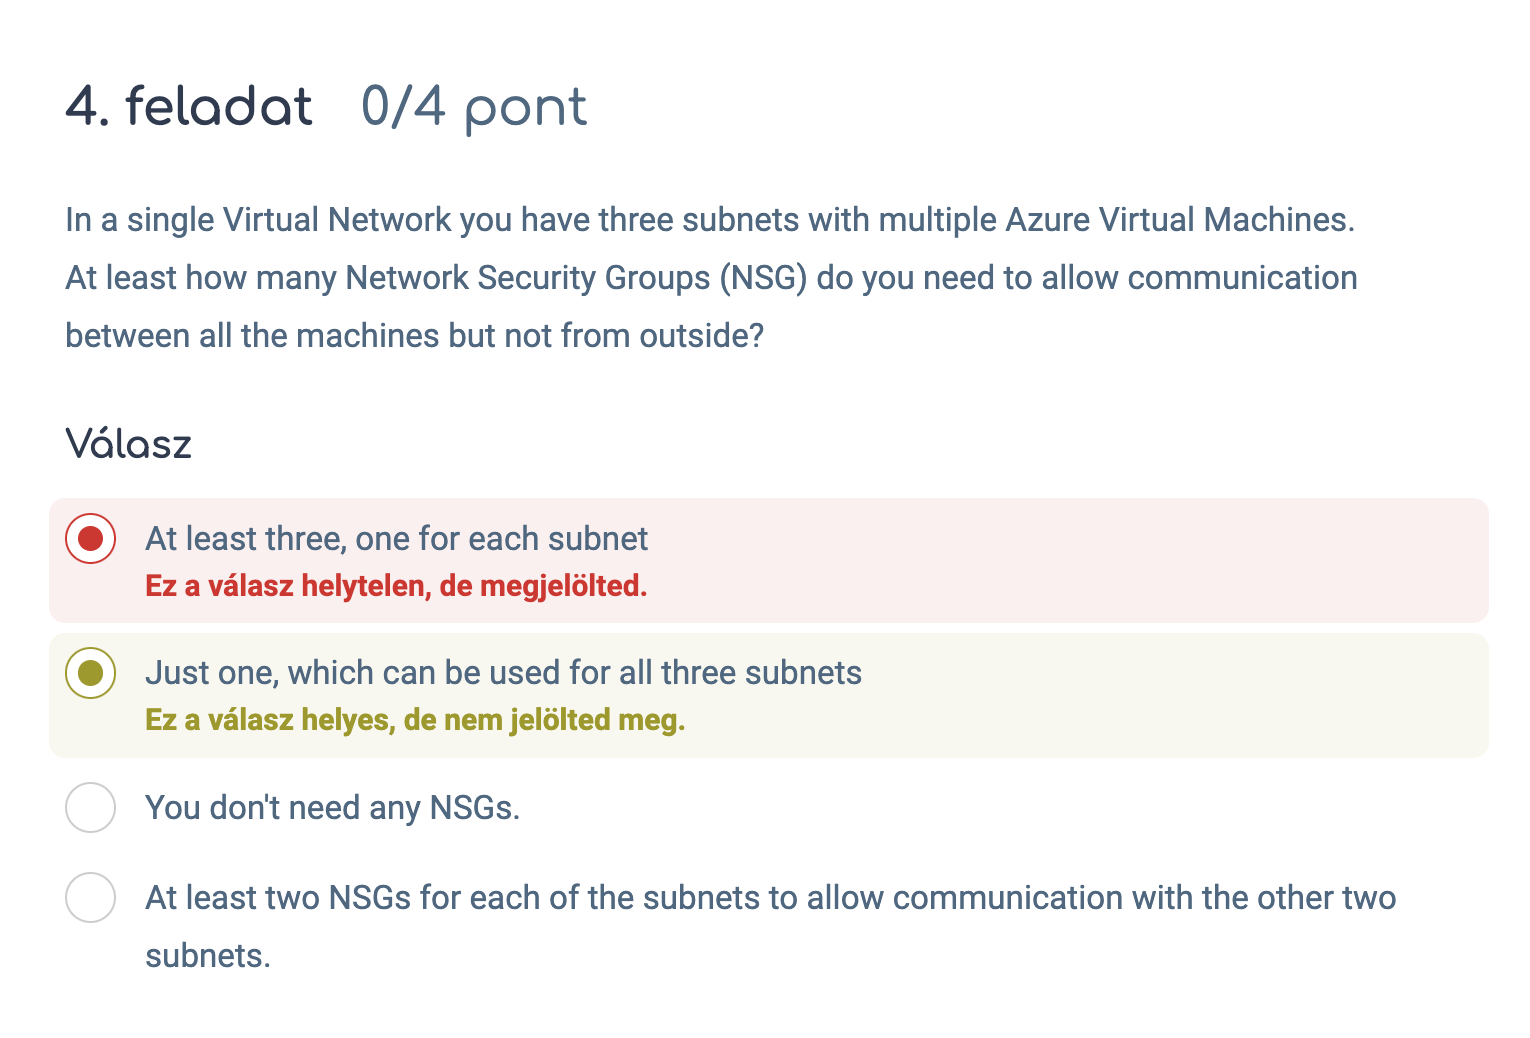 4. feladat 0/4 pont
In a single Virtual Network you have three subnets with multiple Azure Virtual Machines.
At least how many Network Security Groups (NSG) do you need to allow communication
between all the machines but not from outside?
Válasz
At least three, one for each subnet
Ez a válasz helytelen, de megjelölted.
Just one, which can be used for all three subnets
Ez a válasz helyes, de nem jelölted meg.
You don't need any NSGs.
At least two NSGs for each of the subnets to allow communication with the other two
subnets.